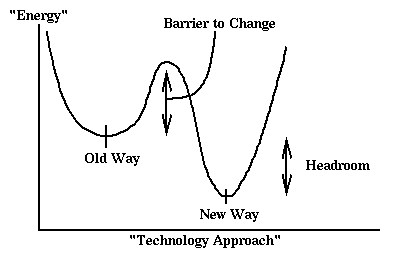 "Energy"
Barrier to Change
Old Way
Headroom
New Way
"Technology Approach"